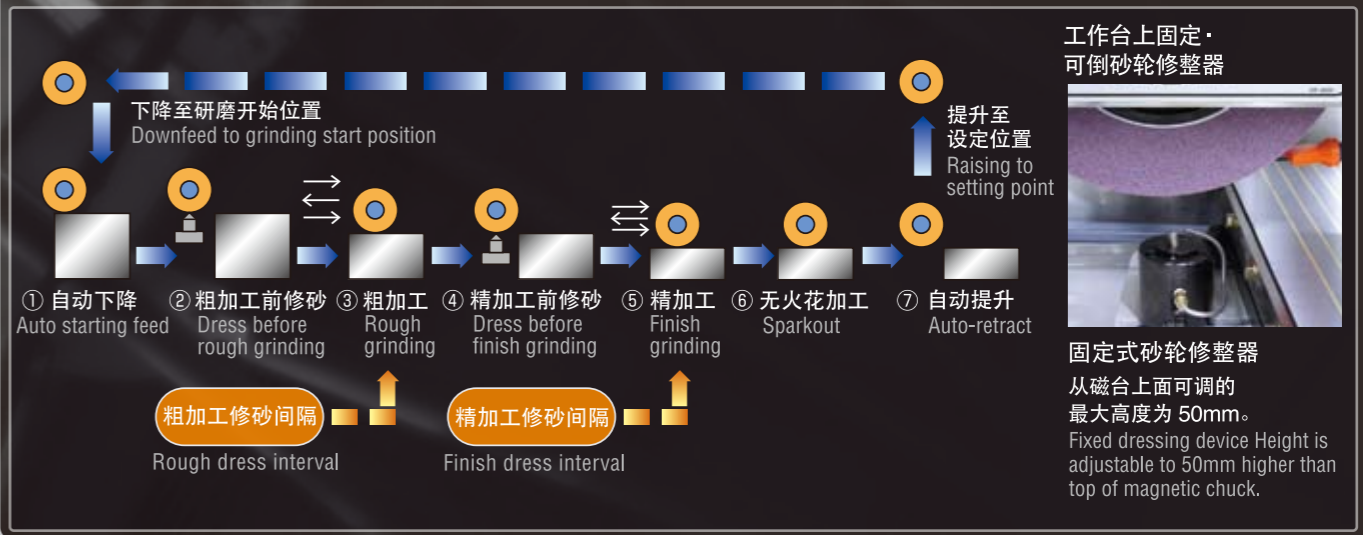 下降至研磨开始位置
Downfeed to grinding start position
提升至
设定位置
Raising to
setting point
① 自动下降
Auto starting feed
② 粗加工前修砂
Dress before
rough grinding
③ 粗加工
Rough
grinding
④ 精加工前修砂
Dress before
finish grinding
⑤ 精加工
Finish
grinding
⑥ 无火花加工
Sparkout
⑦ 自动提升
Auto-retract
粗加工修砂间隔
Rough dress interval
精加工修砂间隔
Finish dress interval
工作台上固定·
可倒砂轮修整器
固定式砂轮修整器
从磁台上面可调的
最大高度为 50mm。
Fixed dressing device Height is
adjustable to 50mm higher than
top of magnetic chuck.